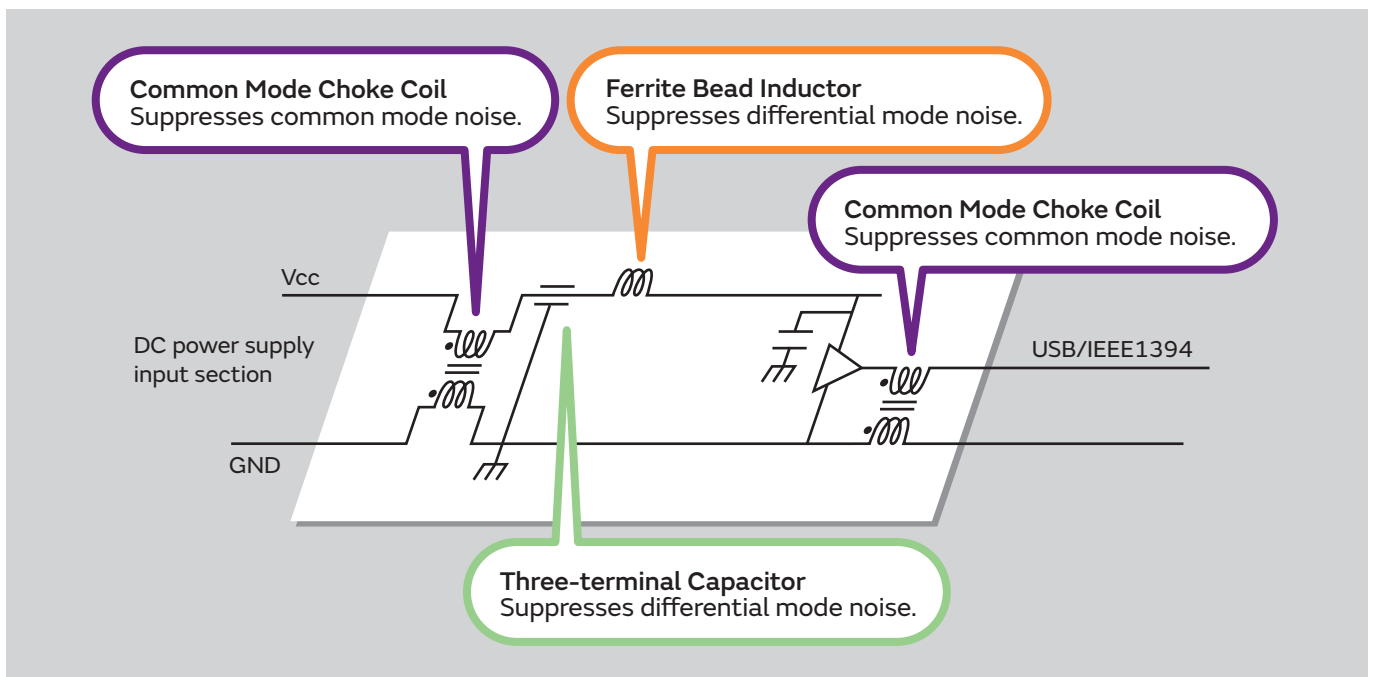 Common Mode Choke Coil
Suppresses common mode noise.
Ferrite Bead Inductor
Suppresses differential mode noise.
Common Mode Choke Coil
Suppresses common mode noise.
Vcc
DC power supply
input section
USB/IEEE1394
GND
Three-terminal Capacitor
Suppresses differential mode noise.